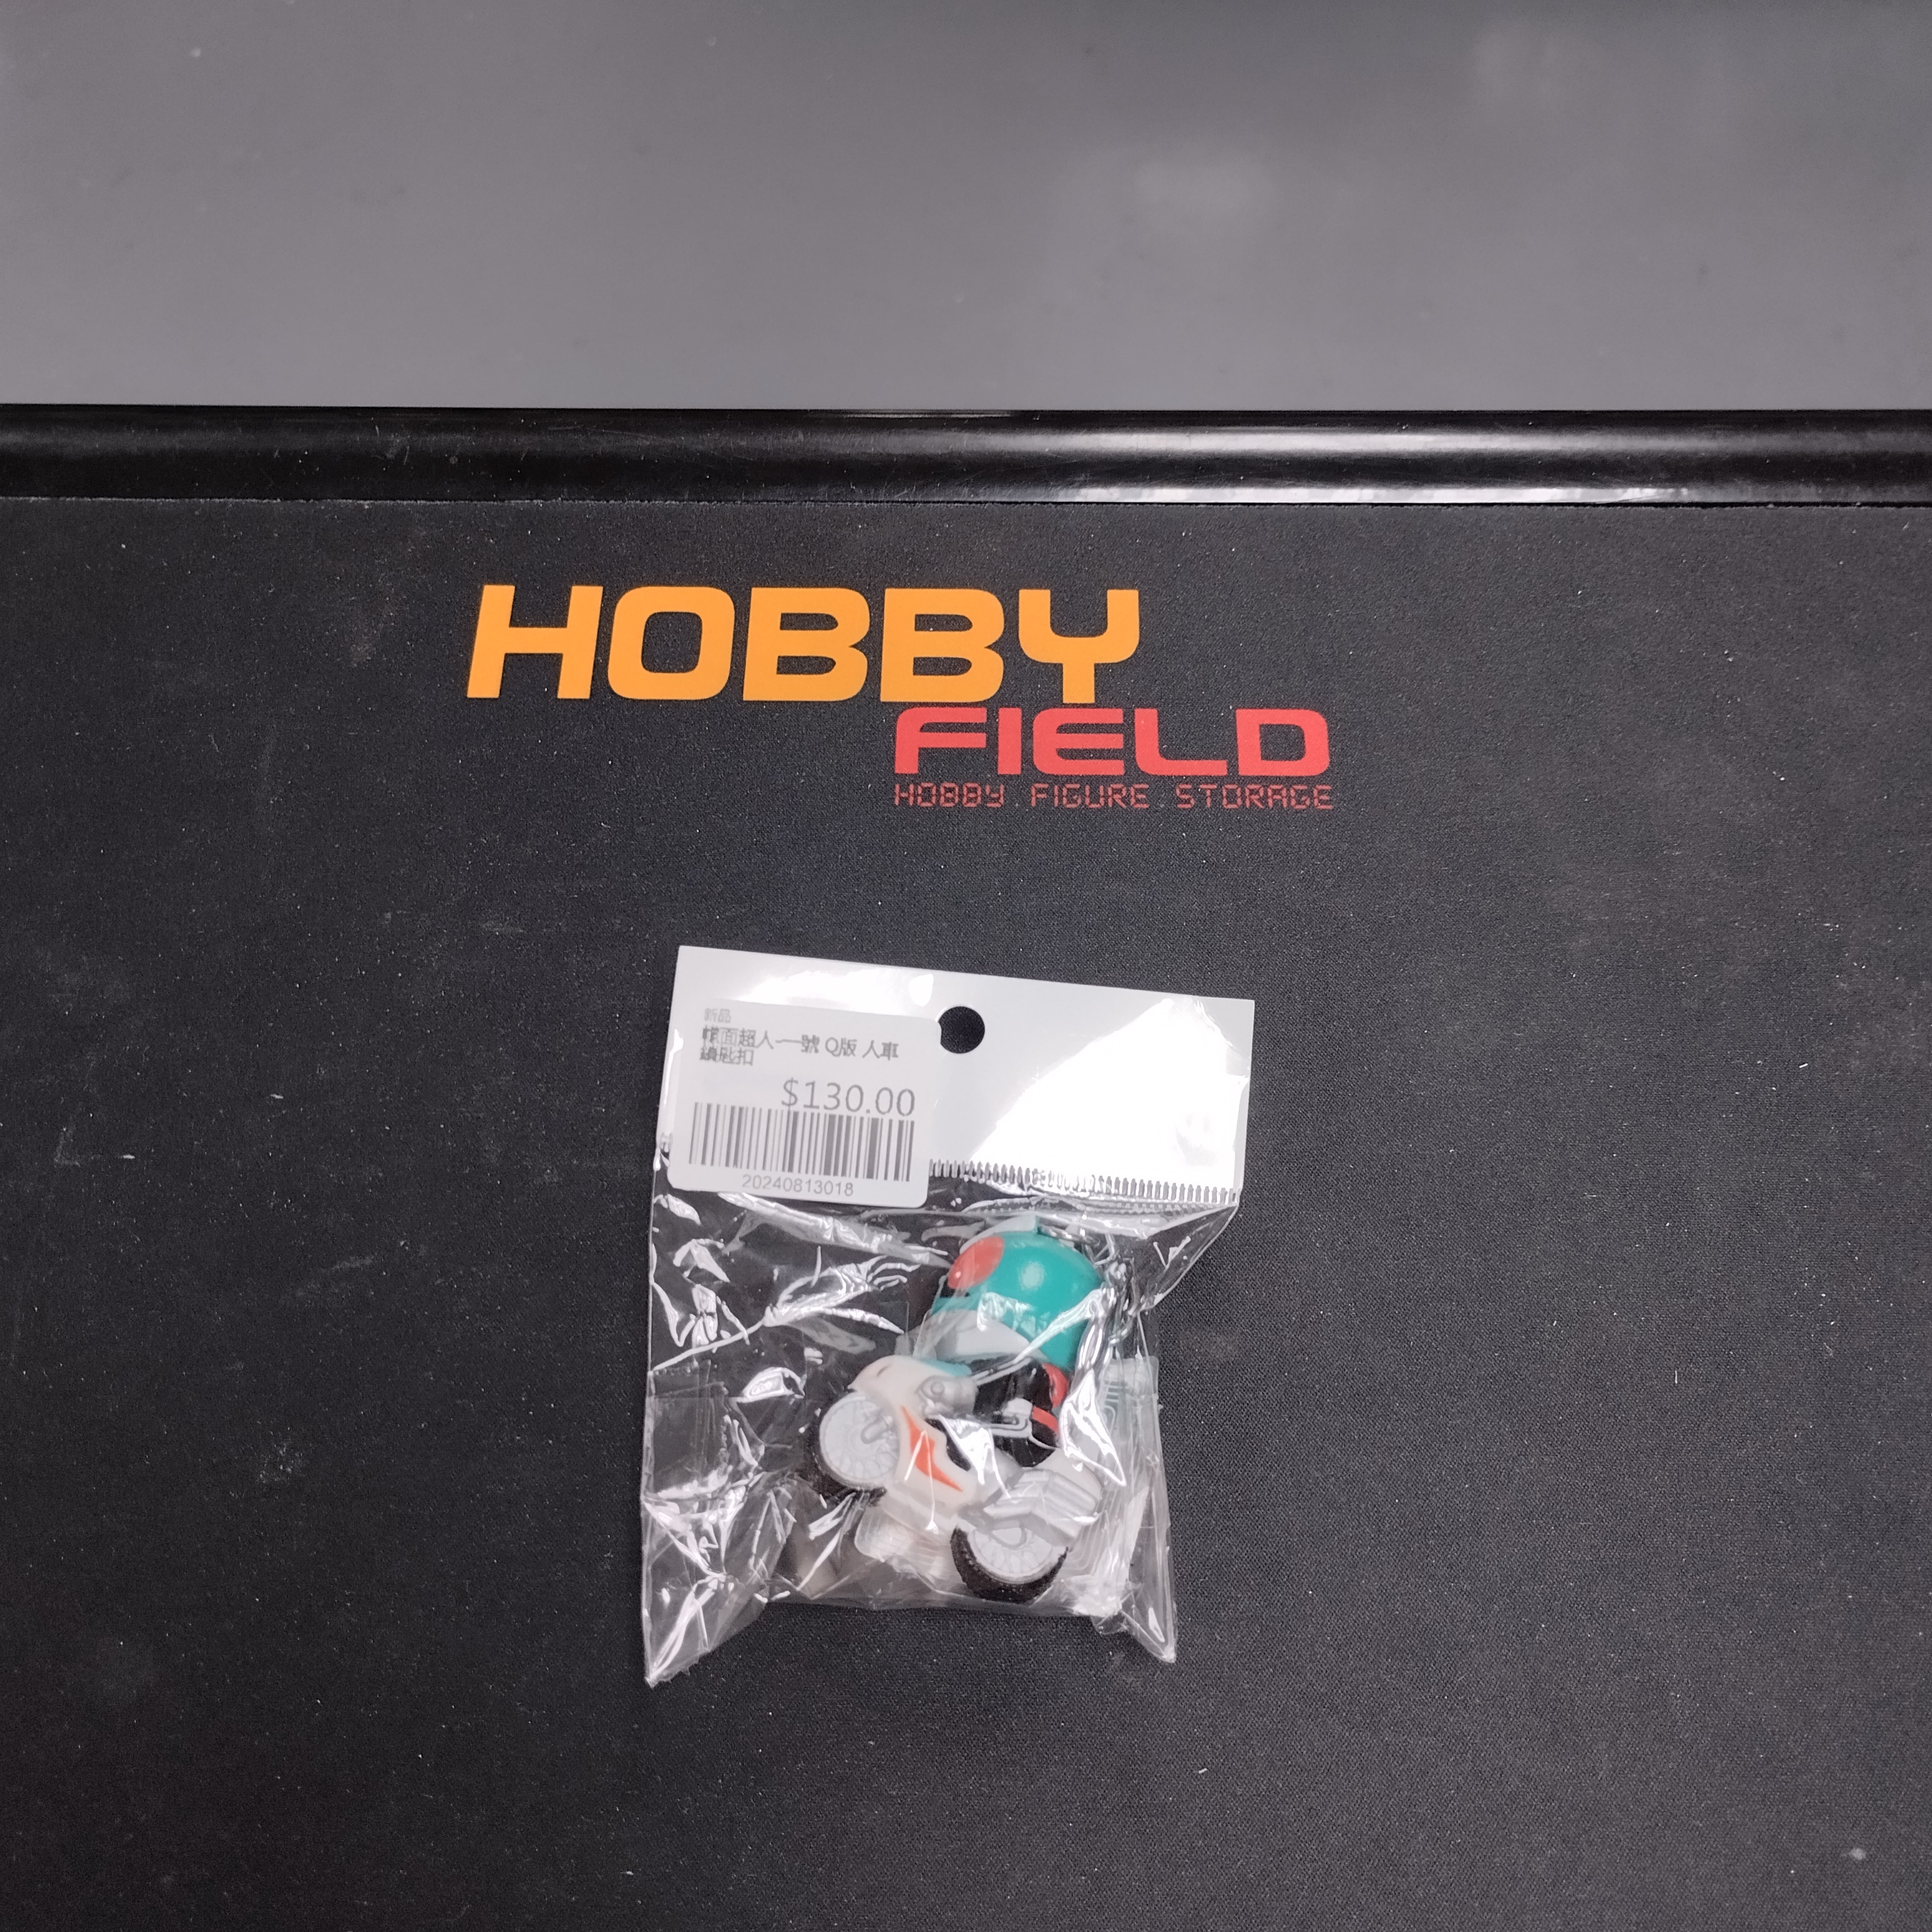 HOBBY
FIELD
HOBBY.FIGURE.STORAGE
新品
幪面超人一號 Q版 人車
鎖匙扣
$130.00
20240813018